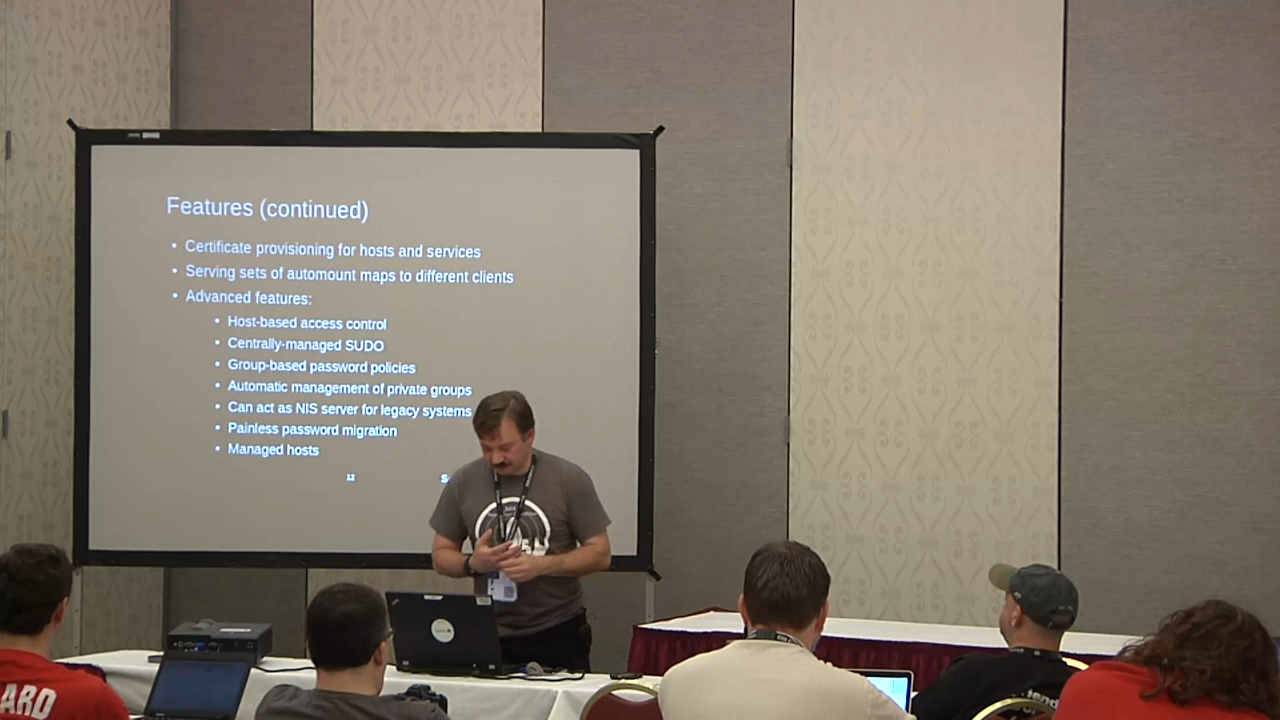 Features (continued)
• Certificate provisioning for hosts and services
• Serving sets of automount maps to different clients
• Advanced features:
• Host-based access control
• Centrally-managed SUDO
• Group-based password policies
• Automatic management of private groups
• Can act as NIS server for legacy systems
• Painless password migration
• Managed hosts
12
ARD